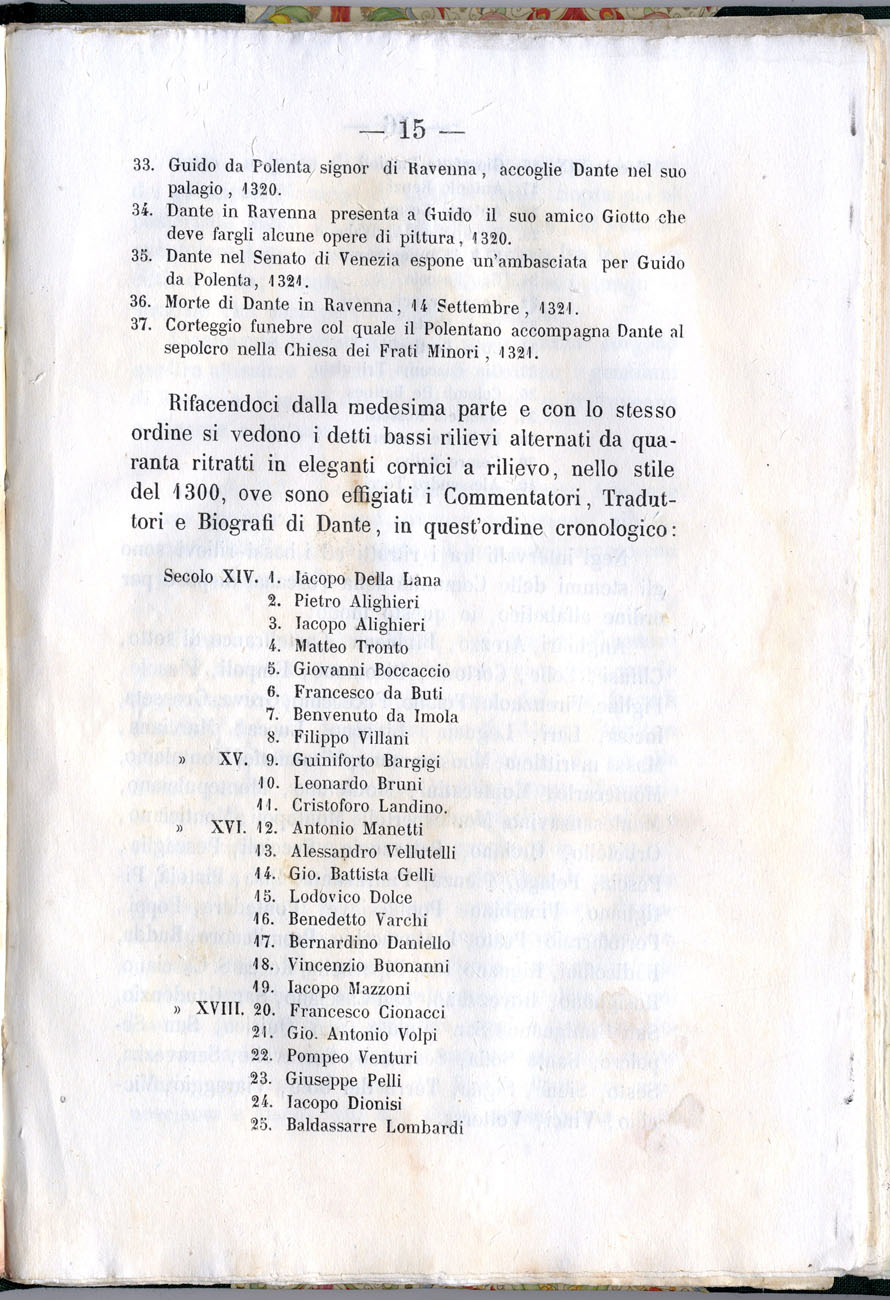 — 15 —
33. Guido da Polenta signor di Ravenna, accoglie Dante nel suo
palagio, 1320.
34. Dante in Ravenna presenta a Guido il suo amico Giotto che
deve fargli alcune opere di pittura, 1320.
35. Dante nel Senato di Venezia espone un'ambasciata per Guido
da Polenta, 1321.
36. Morte di Dante in Ravenna, 14 Settembre, 1321.
37. Corteggio funebre col quale il Polentano accompagna Dante al
sepolcro nella Chiesa dei Frati Minori, 1321.
Rifacendoci dalla medesima parte e con lo stesso
ordine si vedono i detti bassi rilievi alternati da qua-
ranta ritratti in eleganti cornici a rilievo, nello stile
del 1300, ove sono effigiati i Commentatori, Tradut-
tori e Biografi di Dante, in quest'ordine cronologico:
Secolo XIV. 1. Iacopo Della Lana
2. Pietro Alighieri
3. Iacopo Alighieri
4. Matteo Tronto
5. Giovanni Boccaccio
6. Francesco da Buti
7. Benvenuto da Imola
8. Filippo Villani
» XV. 9. Guiniforto Bargigi
10. Leonardo Bruni
11. Cristoforo Landino.
» XVI. 12. Antonio Manetti
13. Alessandro Vellutelli
14. Gio. Battista Gelli
15. Lodovico Dolce
16. Benedetto Varchi
17. Bernardino Daniello
18. Vincenzio Buonanni
19. Iacopo Mazzoni
» XVIII. 20. Francesco Cionacci
21. Gio. Antonio Volpi
22. Pompeo Venturi
23. Giuseppe Pelli
24. Iacopo Dionisi
25. Baldassarre Lombardi